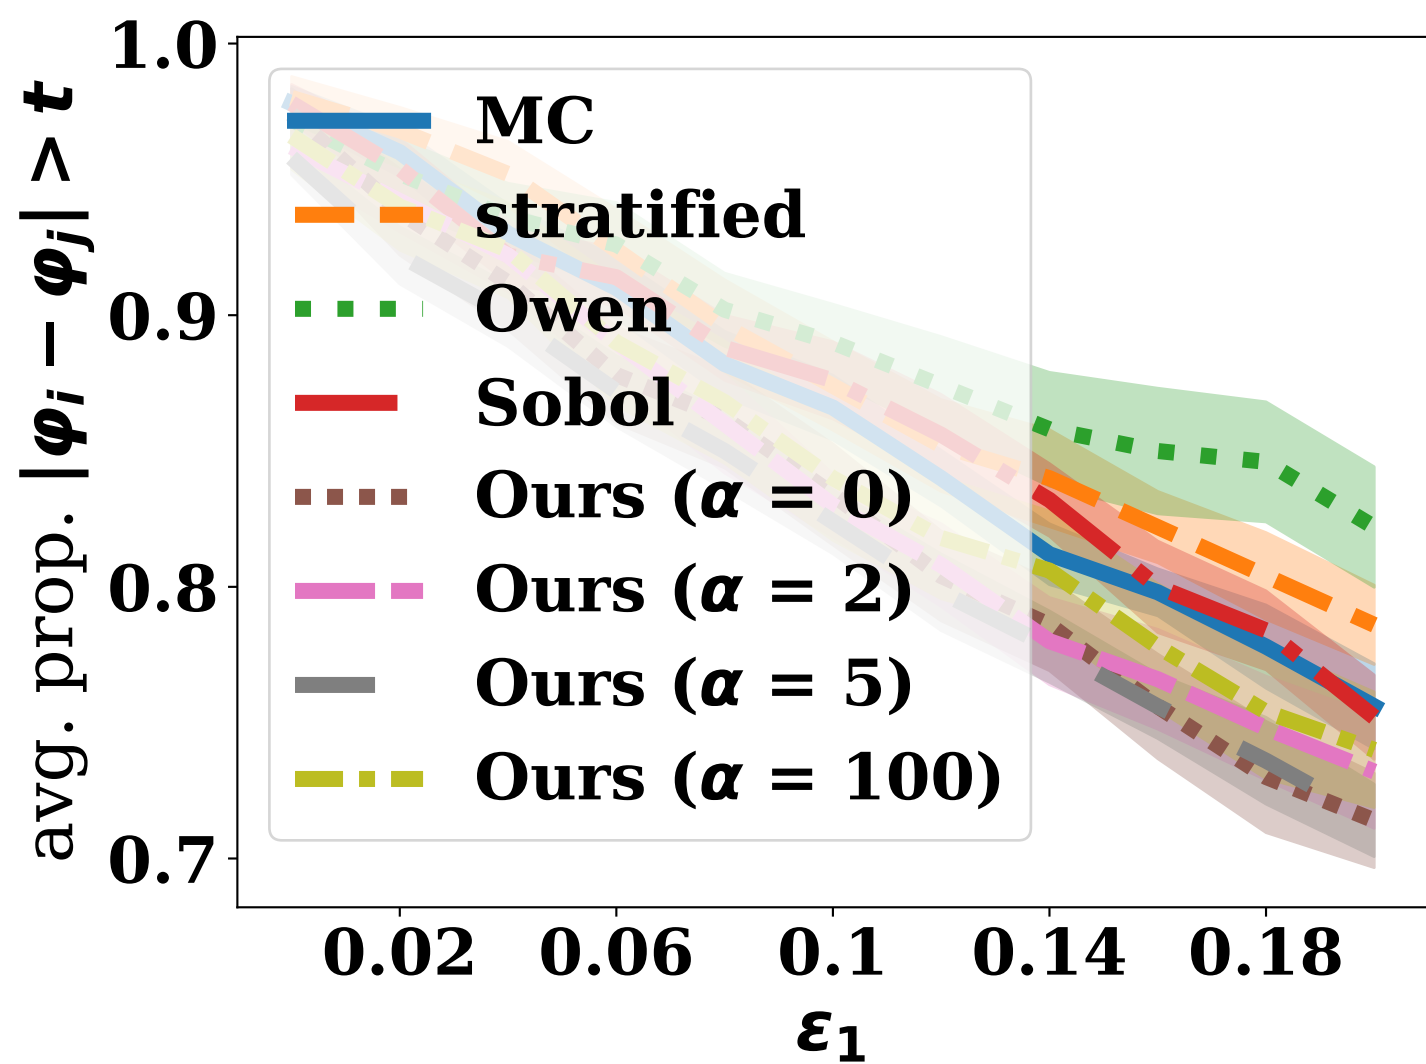 avg. prop. |φᵢ − φⱼ| > t
1.0
0.9
0.8
0.7
MC
stratified
Owen
Sobol
Ours (α = 0)
Ours (α = 2)
Ours (α = 5)
Ours (α = 100)
0.02 0.06 0.1 0.14 0.18
ε₁